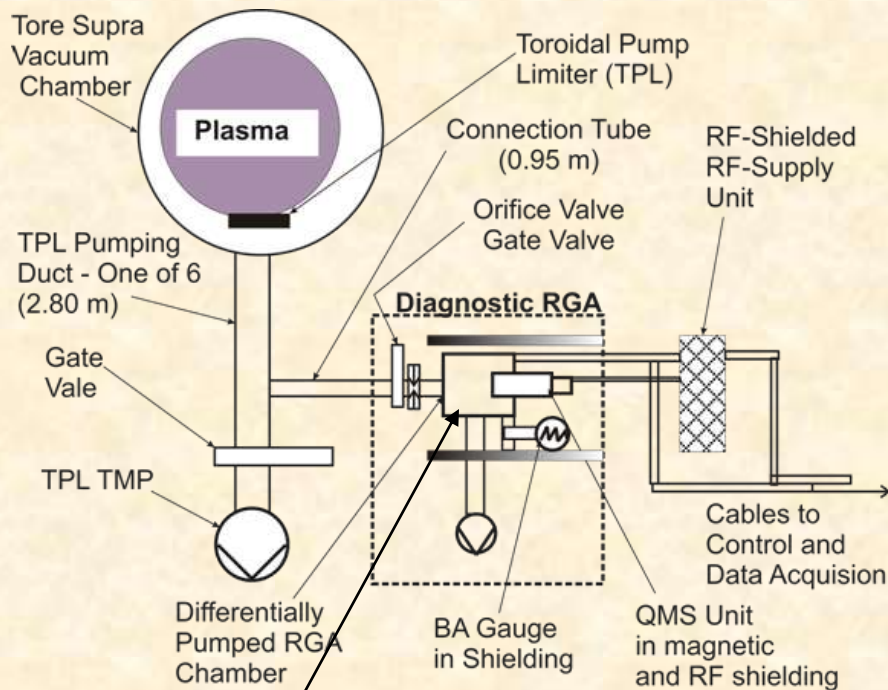 Tore Supra
Vacuum
Chamber
Plasma
Toroidal Pump
Limiter (TPL)
Connection Tube
(0.95 m)
RF-Shielded
RF-Supply
Unit
Orifice Valve
Gate Valve
TPL Pumping
Duct - One of 6
(2.80 m)
Diagnostic RGA
Gate
Vale
TPL TMP
Differentially
Pumped RGA
Chamber
BA Gauge
in Shielding
QMS Unit
in magnetic
and RF shielding
Cables to
Control and
Data Acquision